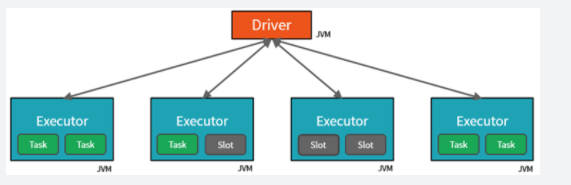 Driver
JVM
Executor Executor Executor Executor
Task Task Task Slot Slot Slot Task Task
JVM JVM JVM JVM